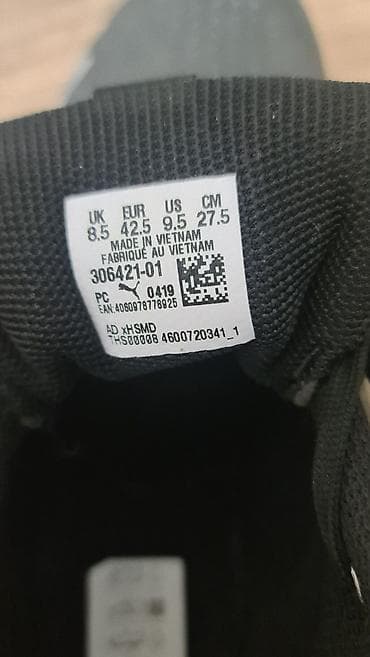 UK EUR US CM
8.5 42.5 9.5 27.5
MADE IN VIETNAM
FABRIQUÉ AU VIETNAM
306421-01
PC 0419
EAN:4060978778925
AD xHSMD
THS00008 4600720341_1